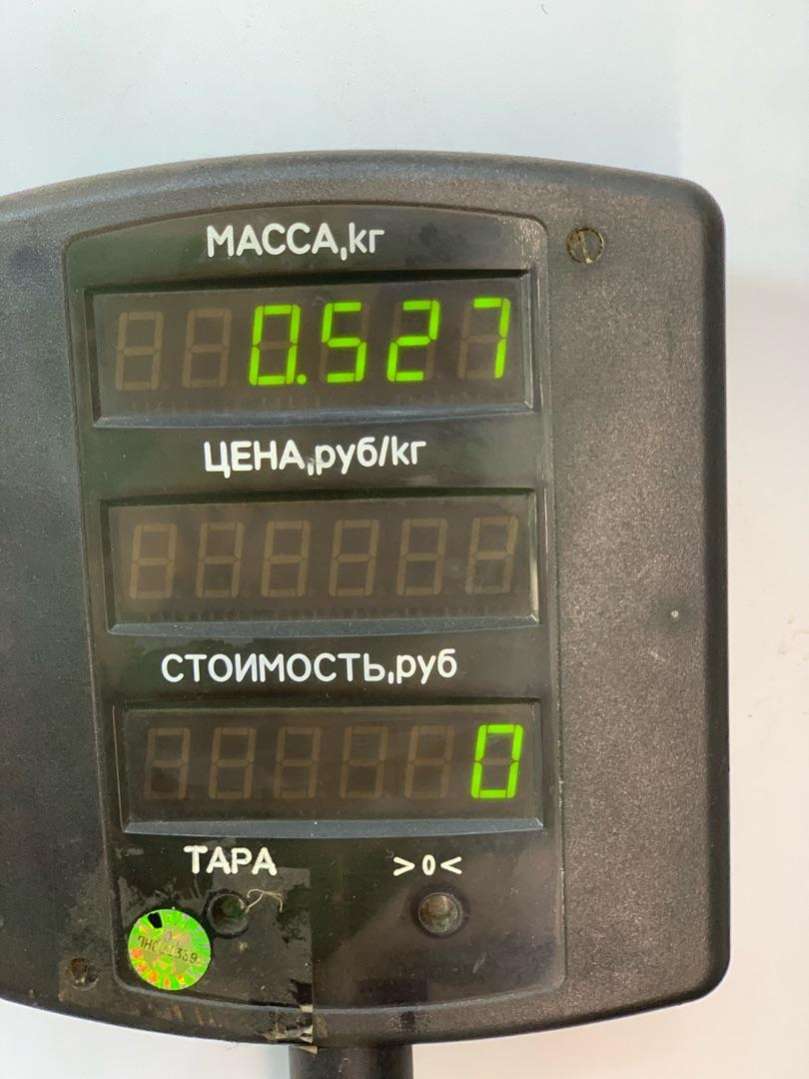 МАССА,кг
0.527
ЦЕНА,руб/кг
СТОИМОСТЬ,руб
0
ТАРА >0<